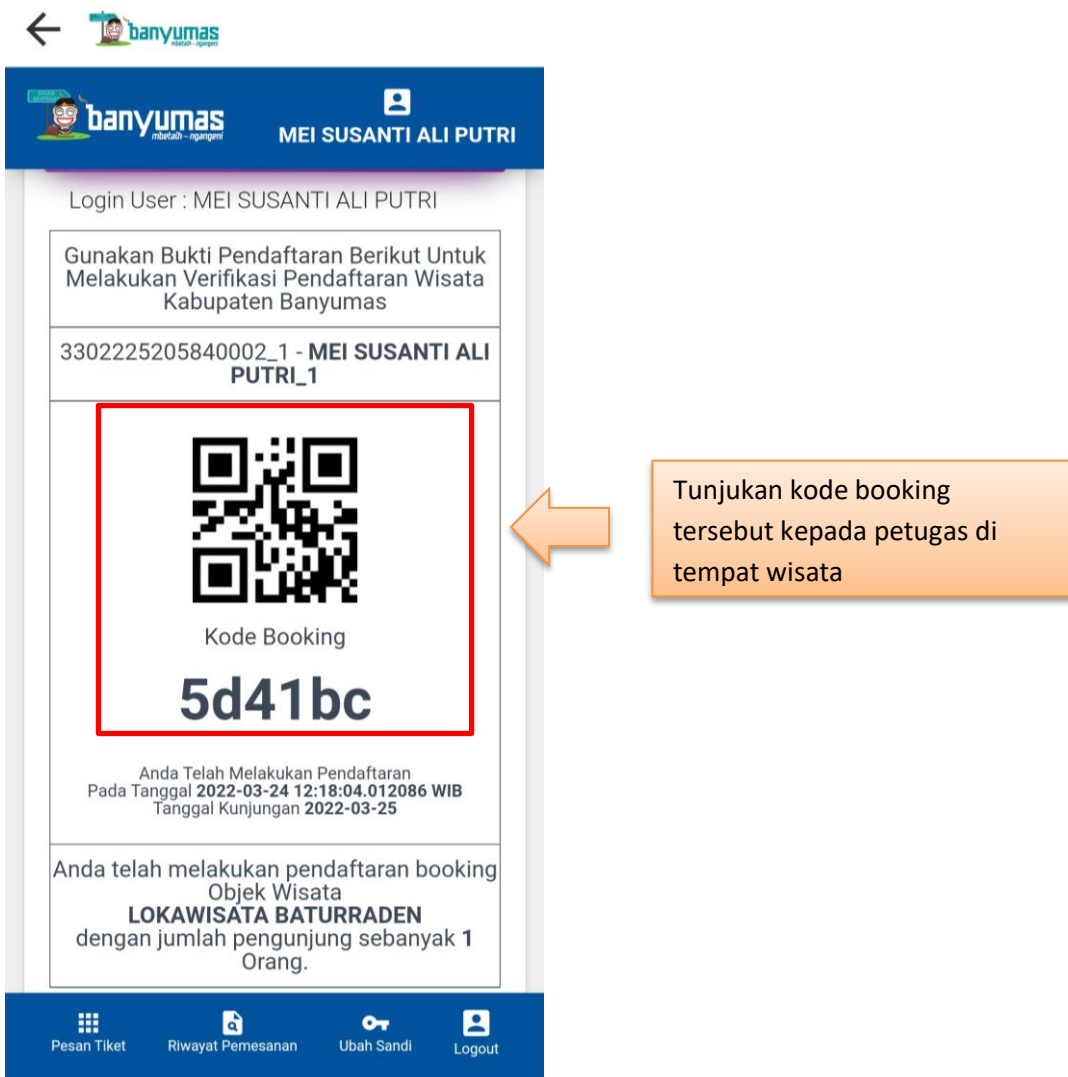 banyumas
mbetaih - ngangeni
banyumas
mbetaih - ngangeni
MEI SUSANTI ALI PUTRI
Login User : MEI SUSANTI ALI PUTRI
Gunakan Bukti Pendaftaran Berikut Untuk
Melakukan Verifikasi Pendaftaran Wisata
Kabupaten Banyumas
3302225205840002_1 - MEI SUSANTI ALI
PUTRI_1
Kode Booking
5d41bc
Anda Telah Melakukan Pendaftaran
Pada Tanggal 2022-03-24 12:18:04.012086 WIB
Tanggal Kunjungan 2022-03-25
Anda telah melakukan pendaftaran booking
Objek Wisata
LOKAWISATA BATURRADEN
dengan jumlah pengunjung sebanyak 1
Orang.
Pesan Tiket
Riwayat Pemesanan
Ubah Sandi
Logout
Tunjukan kode booking
tersebut kepada petugas di
tempat wisata